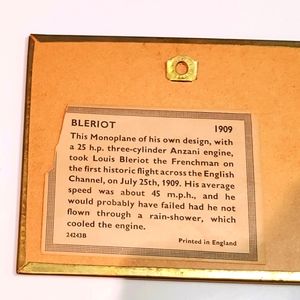 BLERIOT 1909
This Monoplane of his own design, with
a 25 h.p. three-cylinder Anzani engine,
took Louis Bleriot the Frenchman on
the first historic flight across the English
Channel, on July 25th, 1909. His average
speed was about 45 m.p.h., and he
would probably have failed had he not
flown through a rain-shower, which
cooled the engine.
24243B Printed in England